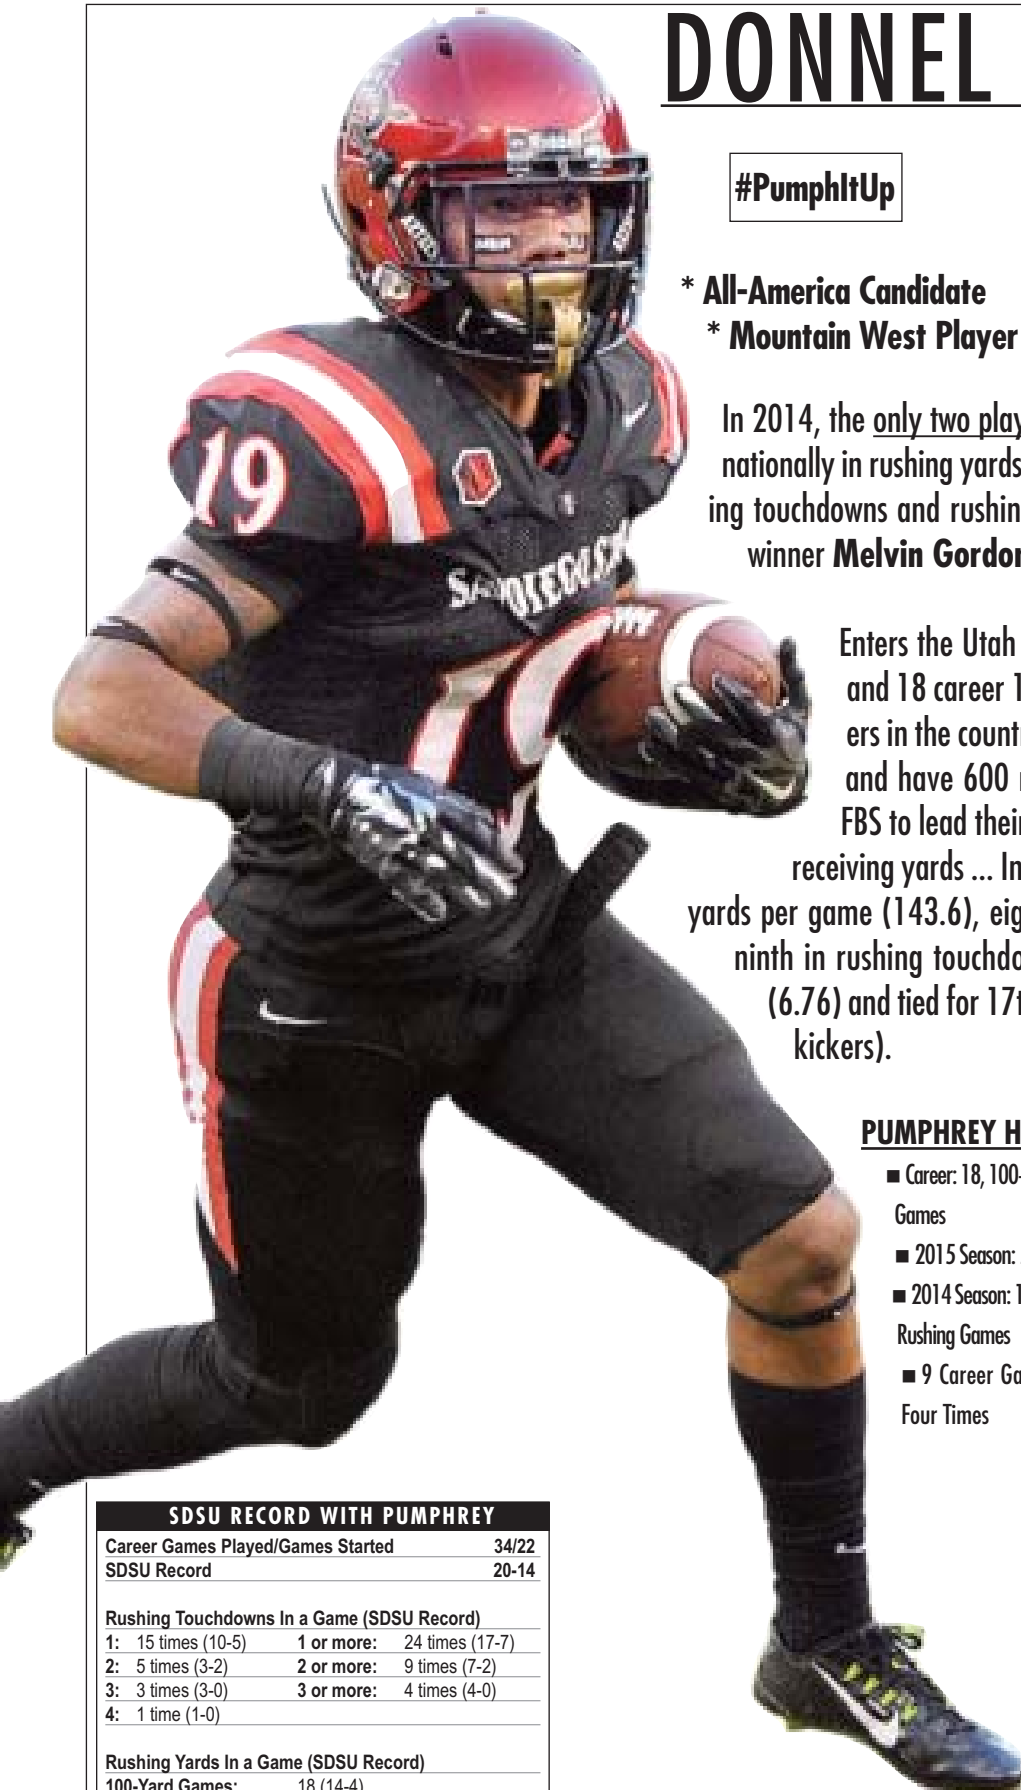 DONNEL
#PumphItUp
* All-America Candidate
* Mountain West Player
In 2014, the only two play
nationally in rushing yards
ing touchdowns and rushin
winner Melvin Gordon
Enters the Utah
and 18 career 1
ers in the count
and have 600
FBS to lead their
receiving yards ... In
yards per game (143.6), eig
ninth in rushing touchdo
(6.76) and tied for 17t
kickers).
PUMPHREY H
■ Career: 18, 100-
Games
■ 2015 Season:
■ 2014 Season: 1
Rushing Games
■ 9 Career Ga
Four Times
19
SDSU RECORD WITH PUMPHREY
Career Games Played/Games Started 34/22
SDSU Record 20-14
Rushing Touchdowns In a Game (SDSU Record)
1: 15 times (10-5) 1 or more: 24 times (17-7)
2: 5 times (3-2) 2 or more: 9 times (7-2)
3: 3 times (3-0) 3 or more: 4 times (4-0)
4: 1 time (1-0)
Rushing Yards In a Game (SDSU Record)
100-Yard Games: 18 (14-4)